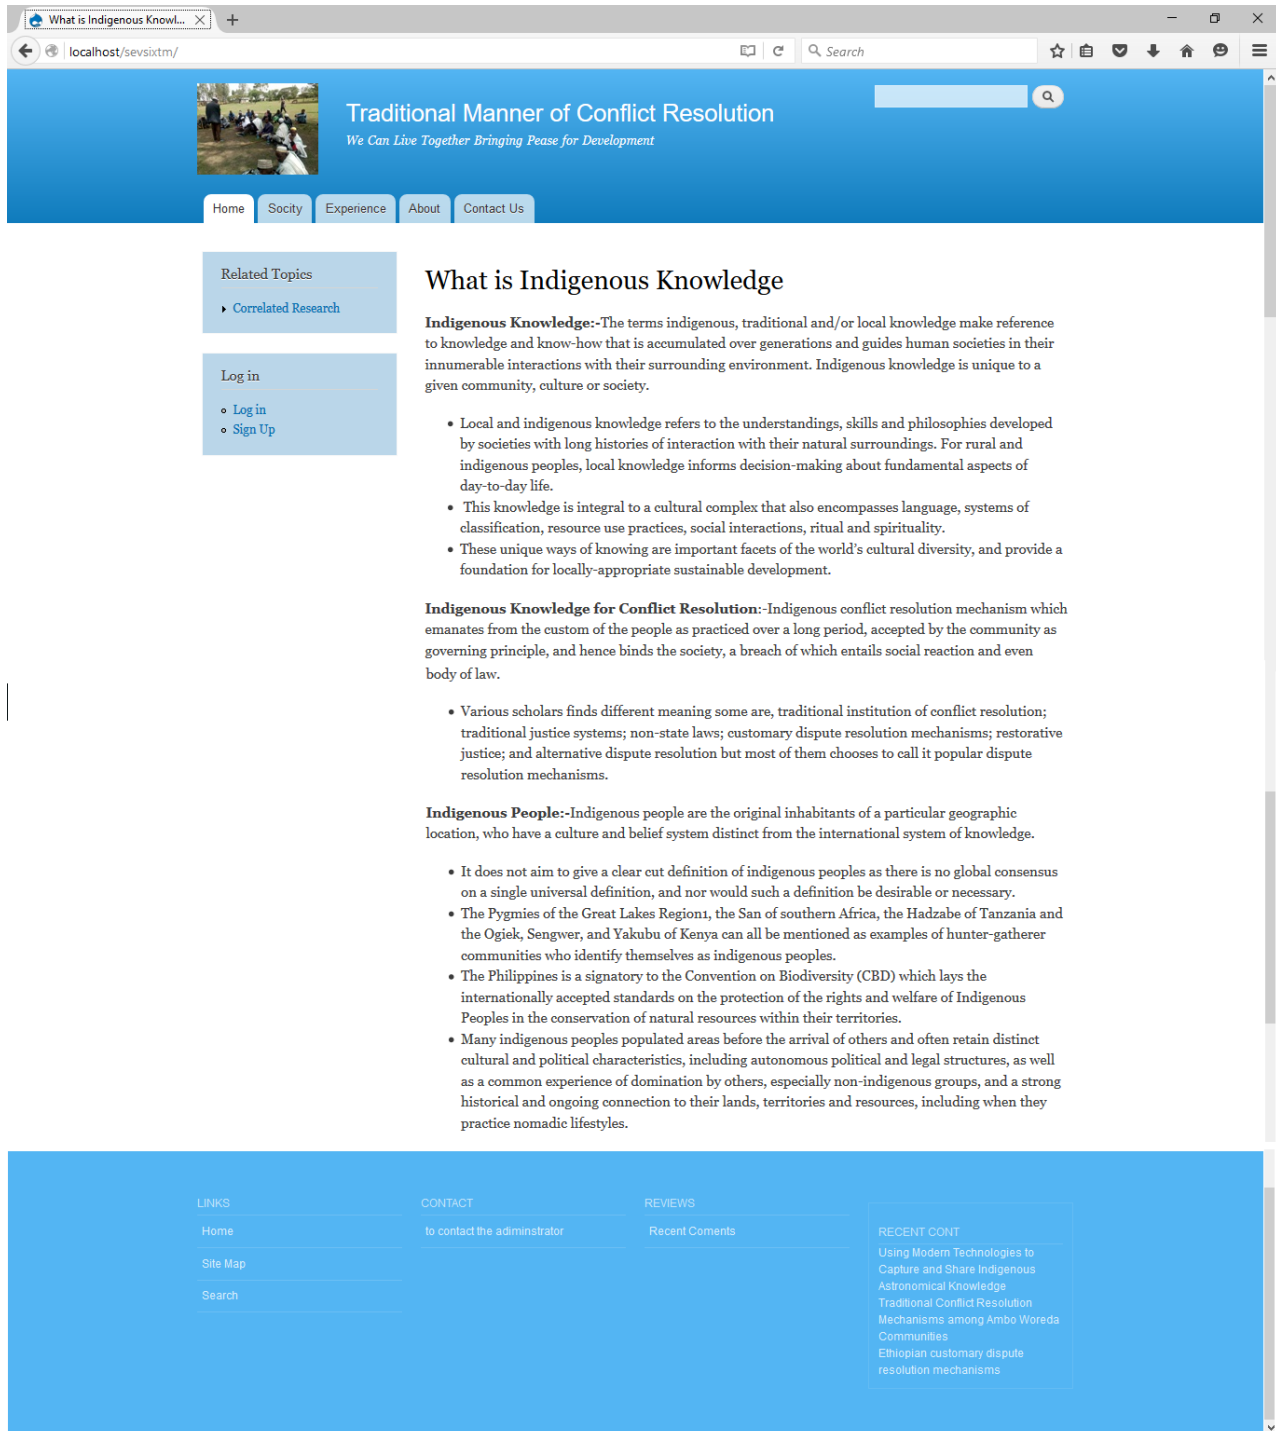 What is Indigenous Knowl...
localhost/sevsixtm/
Search
Traditional Manner of Conflict Resolution
We Can Live Together Bringing Pease for Development
Home Socity Experience About Contact Us
Related Topics
Correlated Research
Log in
Log in
Sign Up
What is Indigenous Knowledge
Indigenous Knowledge:-The terms indigenous, traditional and/or local knowledge make reference
to knowledge and know-how that is accumulated over generations and guides human societies in their
innumerable interactions with their surrounding environment. Indigenous knowledge is unique to a
given community, culture or society.
• Local and indigenous knowledge refers to the understandings, skills and philosophies developed
by societies with long histories of interaction with their natural surroundings. For rural and
indigenous peoples, local knowledge informs decision-making about fundamental aspects of
day-to-day life.
• This knowledge is integral to a cultural complex that also encompasses language, systems of
classification, resource use practices, social interactions, ritual and spirituality.
• These unique ways of knowing are important facets of the world's cultural diversity, and provide a
foundation for locally-appropriate sustainable development.
Indigenous Knowledge for Conflict Resolution:-Indigenous conflict resolution mechanism which
emanates from the custom of the people as practiced over a long period, accepted by the community as
governing principle, and hence binds the society, a breach of which entails social reaction and even
body of law.
• Various scholars finds different meaning some are, traditional institution of conflict resolution;
traditional justice systems; non-state laws; customary dispute resolution mechanisms; restorative
justice; and alternative dispute resolution but most of them chooses to call it popular dispute
resolution mechanisms.
Indigenous People:-Indigenous people are the original inhabitants of a particular geographic
location, who have a culture and belief system distinct from the international system of knowledge.
• It does not aim to give a clear cut definition of indigenous peoples as there is no global consensus
on a single universal definition, and nor would such a definition be desirable or necessary.
• The Pygmies of the Great Lakes Region1, the San of southern Africa, the Hadzabe of Tanzania and
the Ogiek, Sengwer, and Yakubu of Kenya can all be mentioned as examples of hunter-gatherer
communities who identify themselves as indigenous peoples.
• The Philippines is a signatory to the Convention on Biodiversity (CBD) which lays the
internationally accepted standards on the protection of the rights and welfare of Indigenous
Peoples in the conservation of natural resources within their territories.
• Many indigenous peoples populated areas before the arrival of others and often retain distinct
cultural and political characteristics, including autonomous political and legal structures, as well
as a common experience of domination by others, especially non-indigenous groups, and a strong
historical and ongoing connection to their lands, territories and resources, including when they
practice nomadic lifestyles.
LINKS
Home
Site Map
Search
CONTACT
to contact the adiminstrator
REVIEWS
Recent Coments
RECENT CONT
Using Modern Technologies to
Capture and Share Indigenous
Astronomical Knowledge
Traditional Conflict Resolution
Mechanisms among Ambo Woreda
Communities
Ethiopian customary dispute
resolution mechanisms